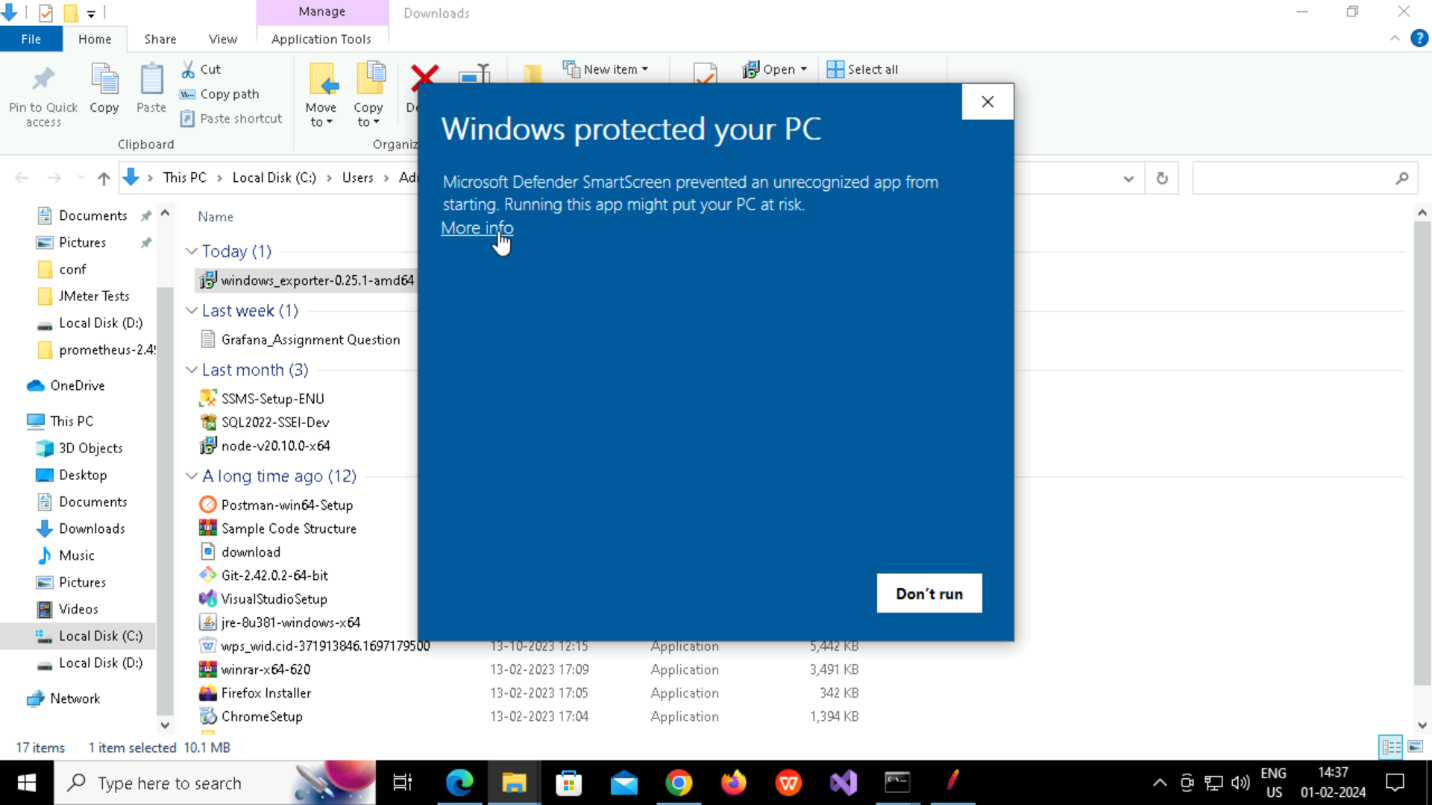 Manage
Downloads
File
Home
Share
View
Application Tools
Pin to Quick
access
Copy
Paste
Cut
Copy path
Paste shortcut
Clipboard
Move
to
Copy
to
New item
Open
Select all
This PC
Local Disk (C:)
Users
Windows protected your PC
Microsoft Defender SmartScreen prevented an unrecognized app from
starting. Running this app might put your PC at risk.
More info
Don't run
Documents
Pictures
conf
JMeter Tests
Local Disk (D:)
OneDrive
This PC
3D Objects
Desktop
Documents
Downloads
Music
Pictures
Videos
Local Disk (C:)
Local Disk (D:)
Network
Name
Today (1)
windows_exporter-0.25.1-amd64
Last week (1)
Grafana_Assignment Question
Last month (3)
SSMS-Setup-ENU
SQL2022-SSEI-Dev
node-v20.10.0-x64
A long time ago (12)
Postman-win64-Setup
Sample Code Structure
download
Git-2.42.0.2-64-bit
VisualStudioSetup
jre-8u381-windows-x64
wps_wid.cid-371913846.1697179500 13-10-2023 12:15 Application 5,442 KB
winrar-x64-620 13-02-2023 17:09 Application 3,491 KB
Firefox Installer 13-02-2023 17:05 Application 342 KB
ChromeSetup 13-02-2023 17:04 Application 1,394 KB
17 items 1 item selected 10.1 MB
Type here to search
ENG
US
14:37
01-02-2024